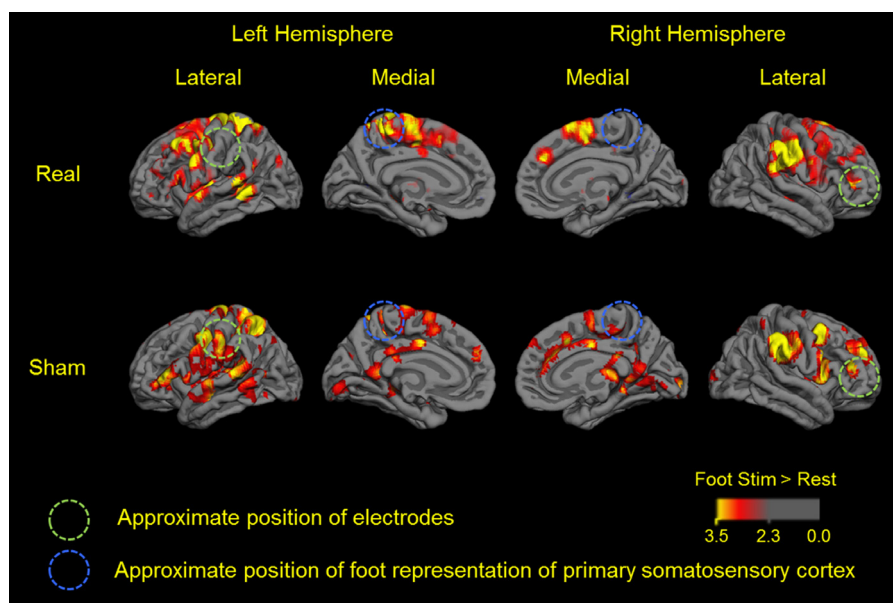 Left Hemisphere
Right Hemisphere
Lateral
Medial
Medial
Lateral
Real
Sham
Foot Stim > Rest
3.5
2.3
0.0
Approximate position of electrodes
Approximate position of foot representation of primary somatosensory cortex